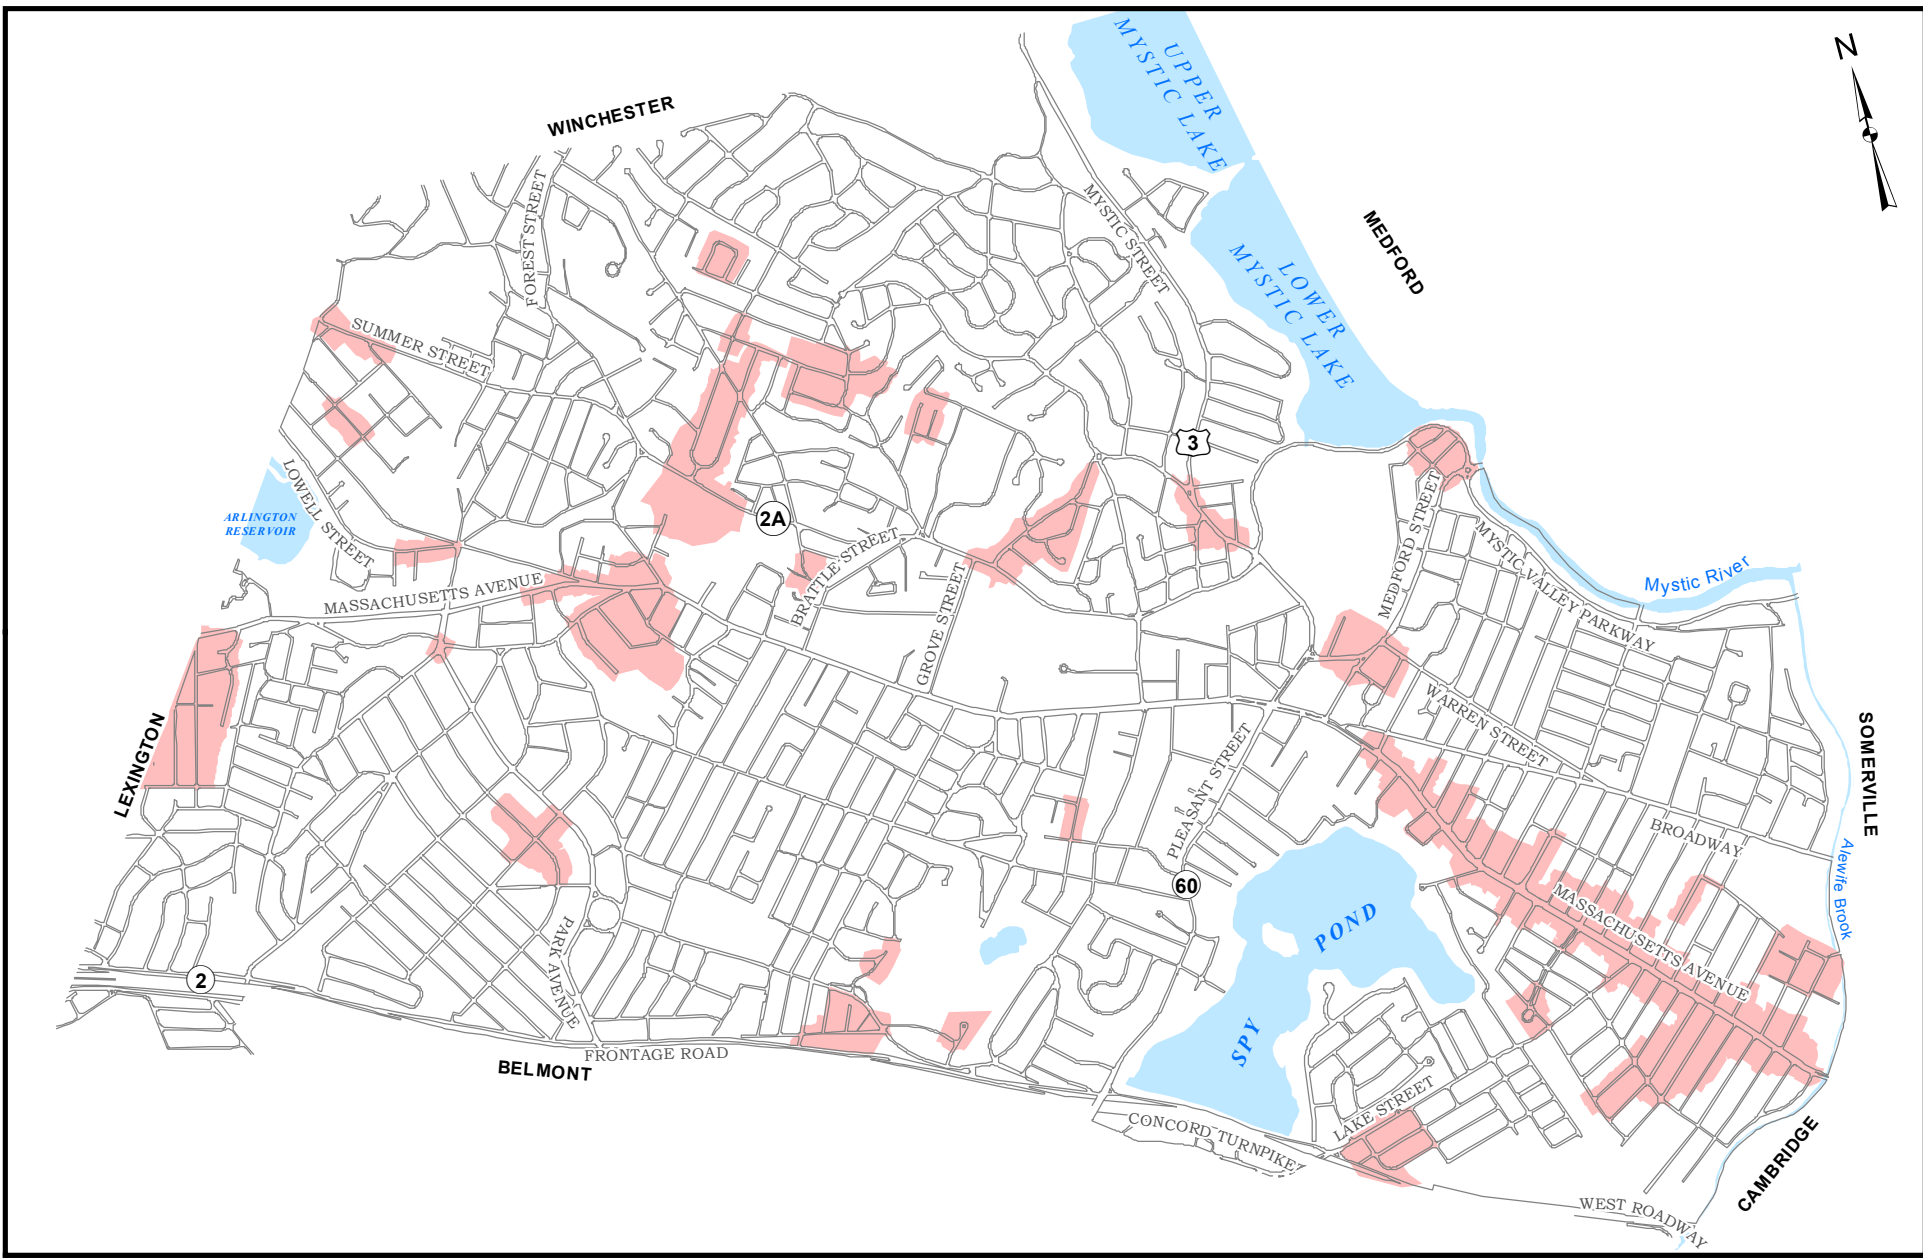 UPPER
MYSTIC LAKE
N
WINCHESTER
FOREST STREET
MYSTIC STREET
MEDFORD
LOWER
MYSTIC LAKE
SUMMER STREET
3
LOWELL STREET
ARLINGTON
RESERVOIR
2A
BRATTLE STREET
MEDFORD STREET
MYSTIC VALLEY PARKWAY
Mystic River
MASSACHUSETTS AVENUE
GROVE STREET
WARREN STREET
LEXINGTON
PLEASANT STREET
SOMERVILLE
BROADWAY
Alewife Brook
60
MASSACHUSETTS AVENUE
PARK AVENUE
SPY
POND
2
FRONTAGE ROAD
BELMONT
LAKE STREET
CONCORD TURNPIKE
CAMBRIDGE
WEST ROADWAY